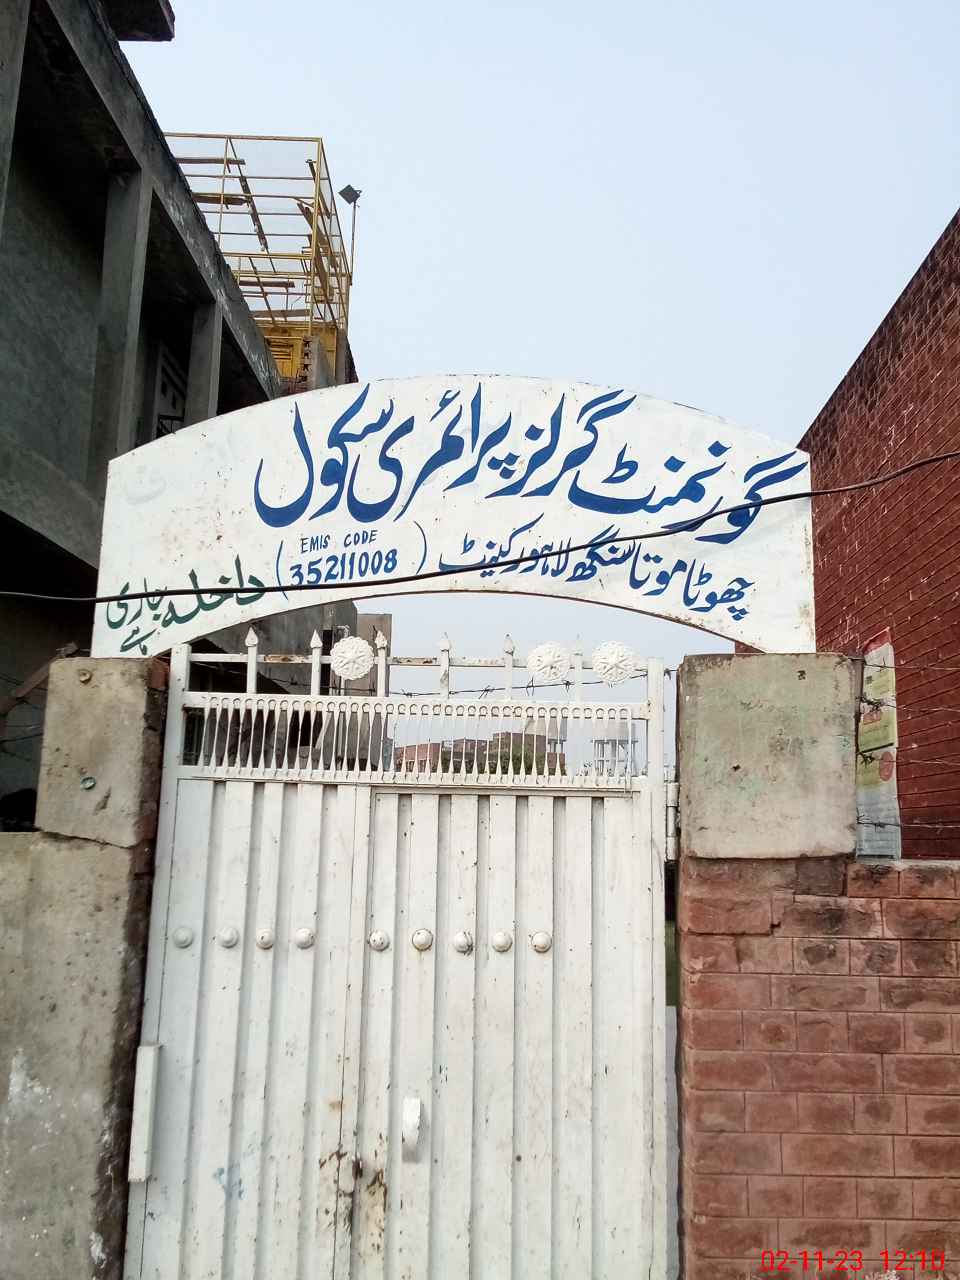 گورنمنٹ گرلز پرائمری سکول
چھوٹا موتا سنگھ لاہور کینٹ
(EMIS CODE
35211008)
داخلہ جاری
ہے
02-11-23 12:10